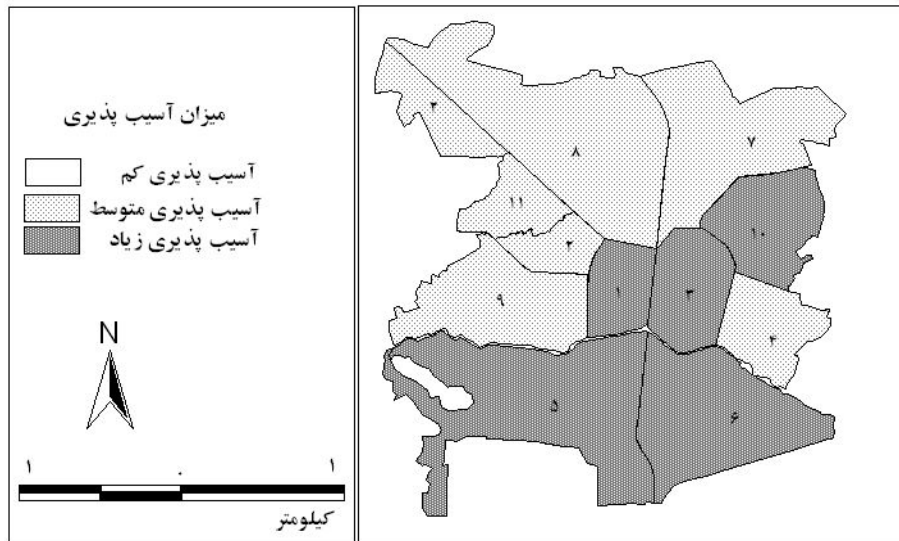 میزان آسیب پذیری
آسیب پذیری کم
آسیب پذیری متوسط
آسیب پذیری زیاد
N
۱ ۰ ۱
کیلومتر
۲
۸
۷
۱۱
۲
۱۰
۱
۳
۹
۴
۵
۶